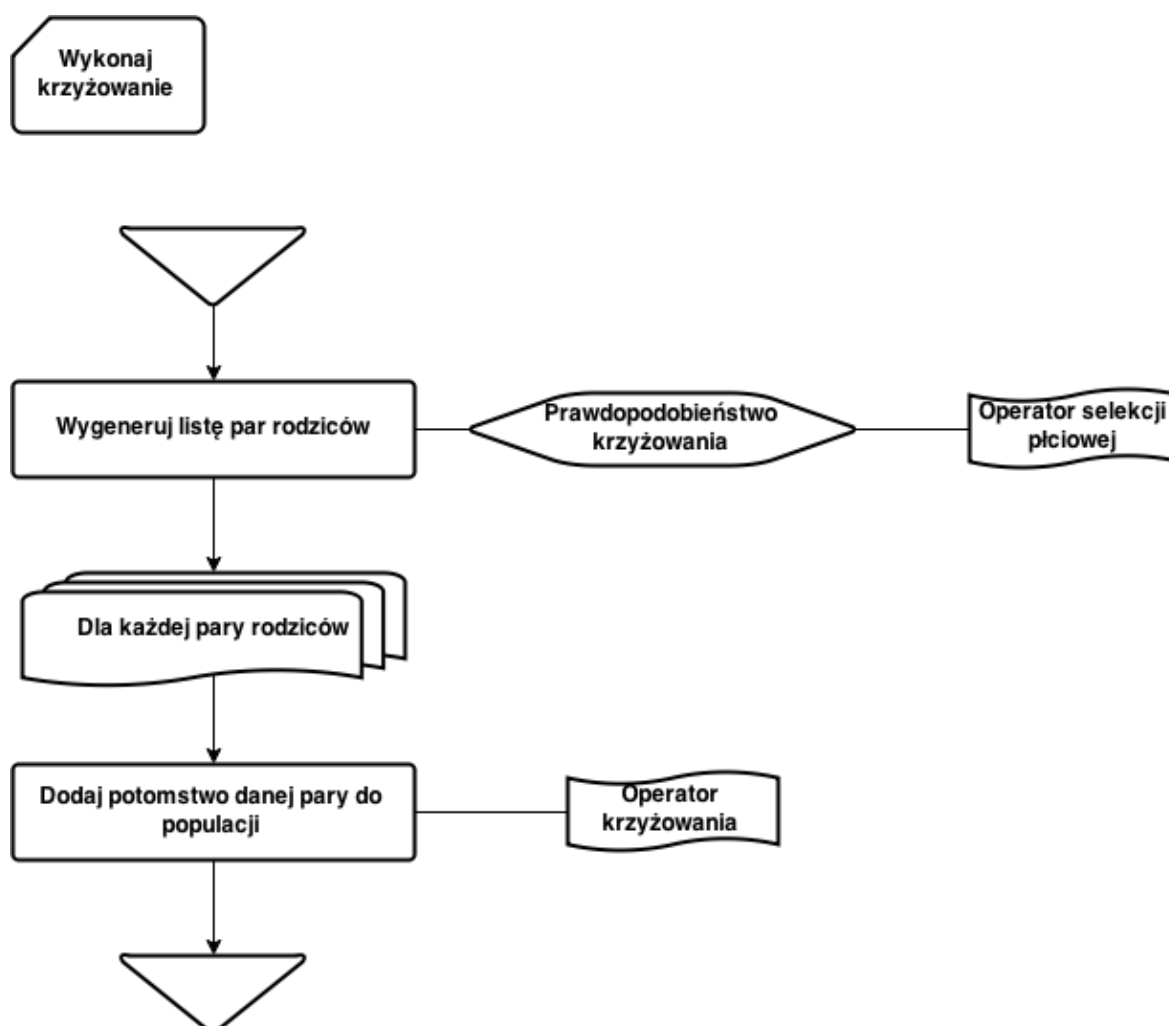 Wykonaj
krzyżowanie
Wygeneruj listę par rodziców
Prawdopodobieństwo
krzyżowania
Operator selekcji
płciowej
Dla każdej pary rodziców
Dodaj potomstwo danej pary do
populacji
Operator
krzyżowania